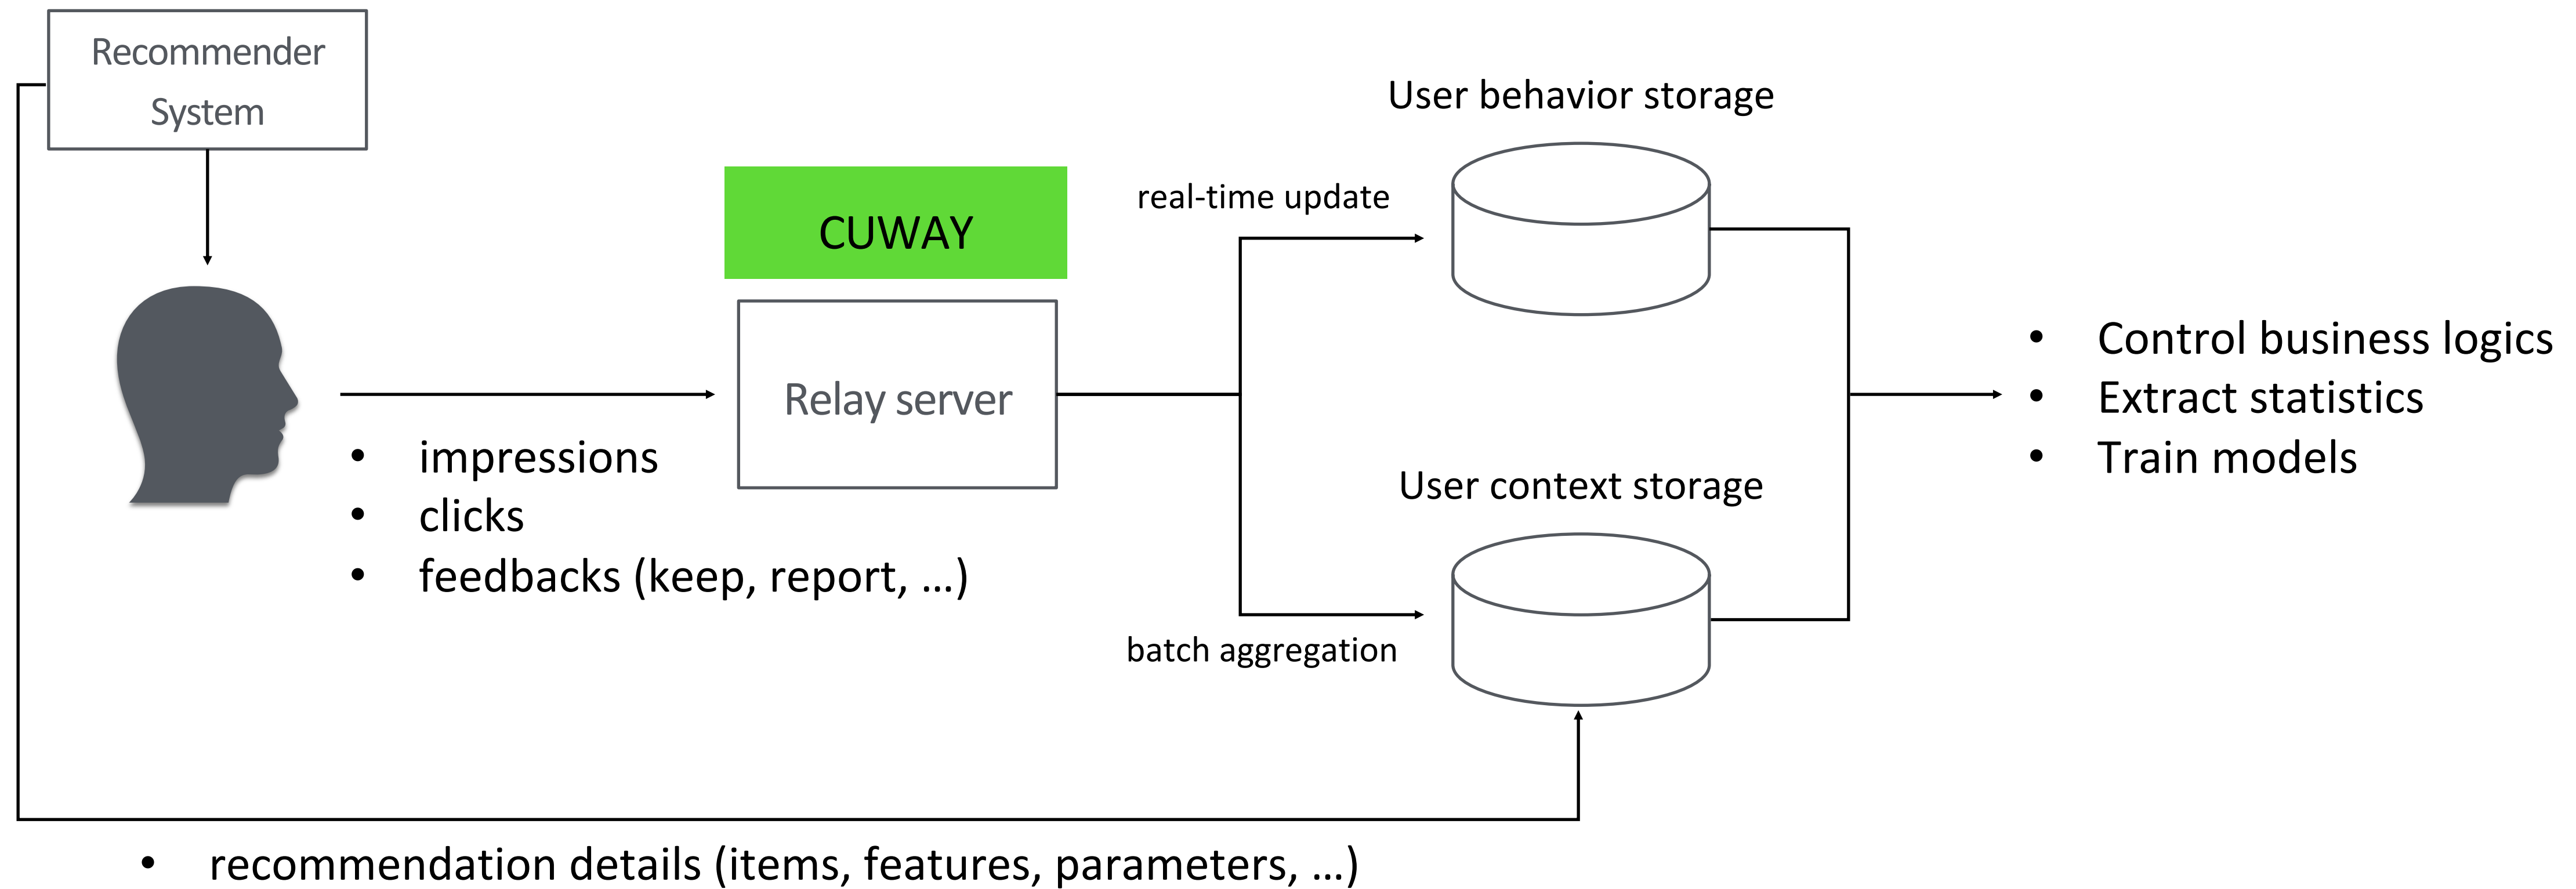 Recommender
System
CUWAY
Relay server
• impressions
• clicks
• feedbacks (keep, report, ...)
real-time update
batch aggregation
User behavior storage
User context storage
• Control business logics
• Extract statistics
• Train models
• recommendation details (items, features, parameters, ...)